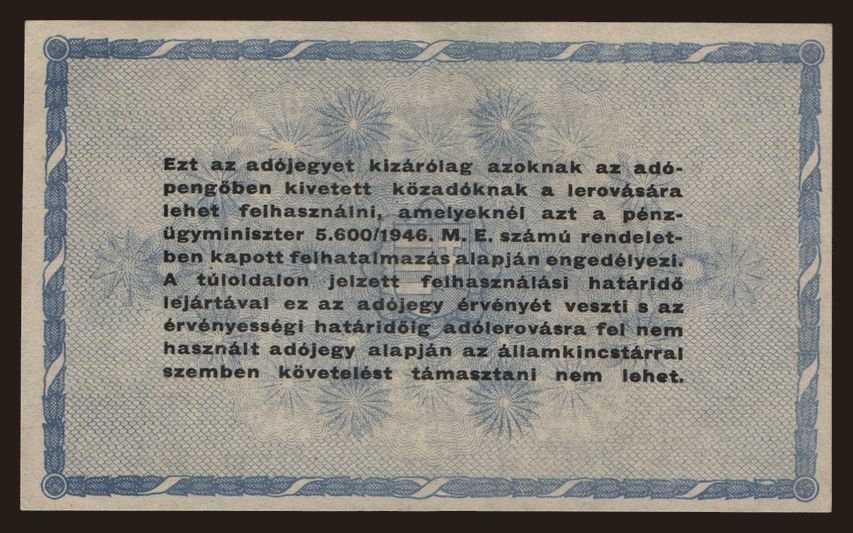 Ezt az adójegyet kizárólag azoknak az adó-
pengőben kivetett közadóknak a lerovására
lehet felhasználni, amelyeknél azt a pénz-
ügyminiszter 5.600/1946. M. E. számú rendelet-
ben kapott felhatalmazás alapján engedélyezi.
A túloldalon jelzett felhasználási határidő
lejártával ez az adójegy érvényét veszti s az
érvényességi határidőig adólerovásra fel nem
használt adójegy alapján az államkincstárral
szemben követelést támasztani nem lehet.